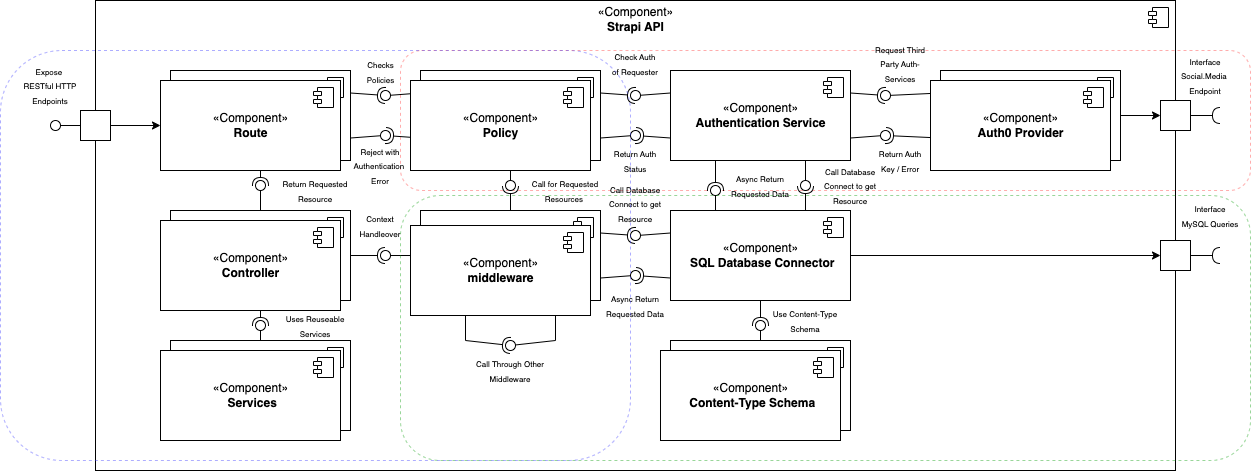 «Component»
Strapi API
Expose
RESTful HTTP
Endpoints
Checks
Policies
Check Auth
of Requester
Request Third
Party Auth-
Services
Interface
Social.Media
Endpoint
«Component»
Route
«Component»
Policy
«Component»
Authentication Service
«Component»
Auth0 Provider
Reject with
Authentication
Error
Return Auth
Status
Return Auth
Key / Error
Return Requested
Resource
Call for Requested
Resources
Async Return
Requested Data
Call Database
Connect to get
Resource
Call Database
Connect to get
Resource
Interface
MySQL Queries
Context
Handleover
«Component»
Controller
«Component»
middleware
«Component»
SQL Database Connector
Async Return
Requested Data
Uses Reuseable
Services
Use Content-Type
Schema
Call Through Other
Middleware
«Component»
Services
«Component»
Content-Type Schema